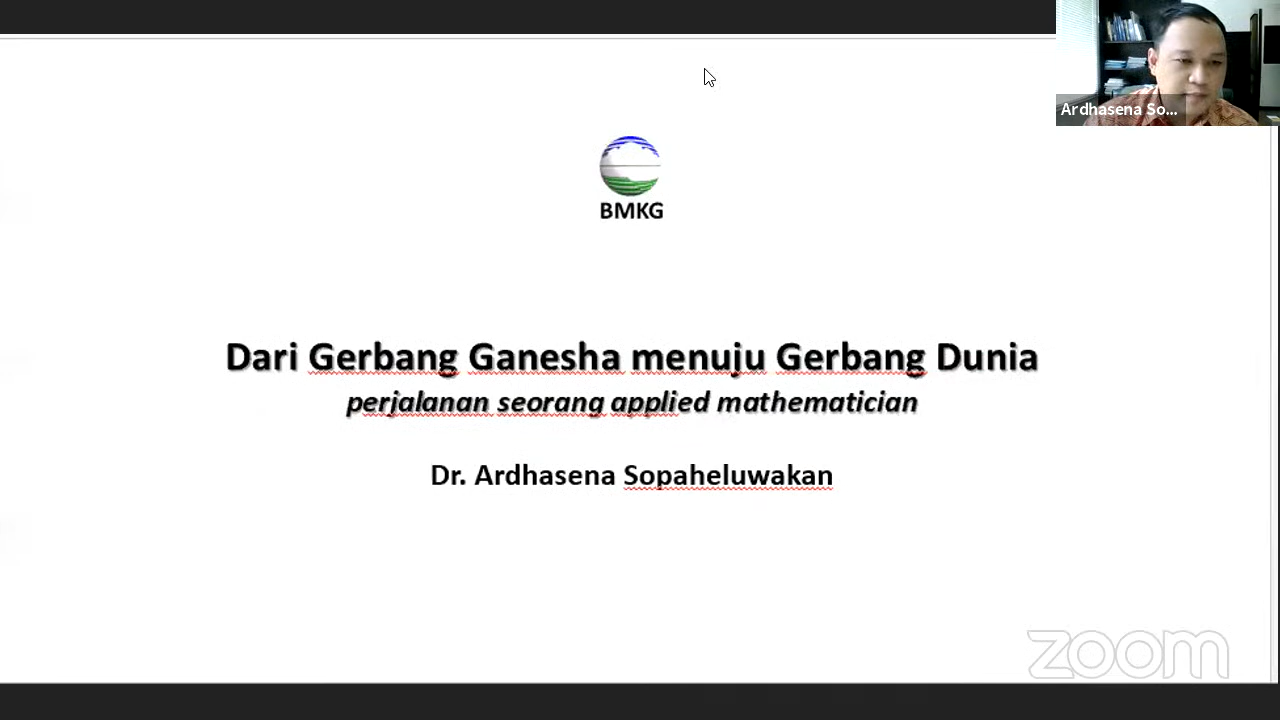 Ardhasena So...
BMKG
Dari Gerbang Ganesha menuju Gerbang Dunia
perjalanan seorang applied mathematician
Dr. Ardhasena Sopaheluwakan
zoom